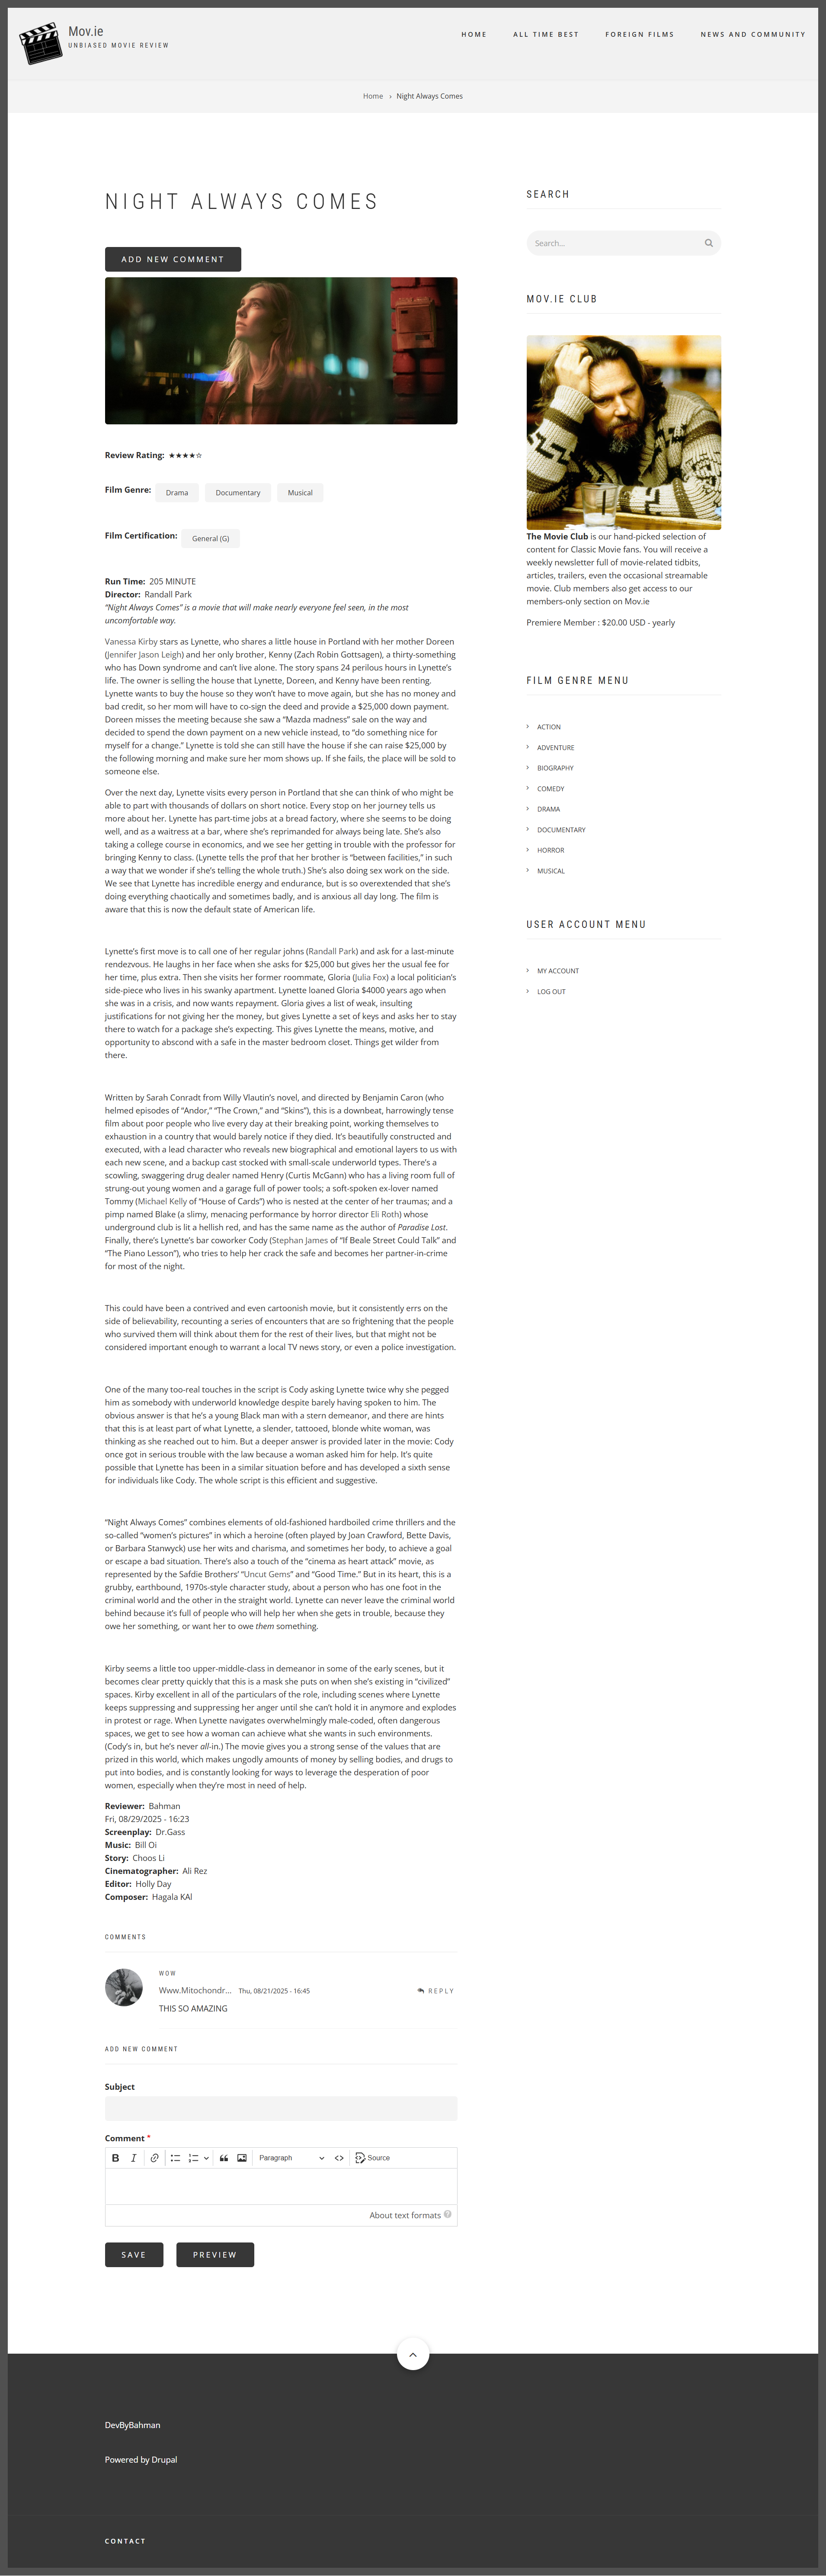 Mov.ie
UNBIASED MOVIE REVIEW
HOME
ALL TIME BEST
FOREIGN FILMS
NEWS AND COMMUNITY
Home › Night Always Comes
NIGHT ALWAYS COMES
ADD NEW COMMENT
Review Rating: ★★★★☆
Film Genre: Drama Documentary Musical
Film Certification: General (G)
Run Time: 205 MINUTE
Director: Randall Park
“Night Always Comes” is a movie that will make nearly everyone feel seen, in the most
uncomfortable way.
Vanessa Kirby stars as Lynette, who shares a little house in Portland with her mother Doreen
(Jennifer Jason Leigh) and her only brother, Kenny (Zach Robin Gottsagen), a thirty-something
who has Down syndrome and can’t live alone. The story spans 24 perilous hours in Lynette’s
life. The owner is selling the house that Lynette, Doreen, and Kenny have been renting.
Lynette wants to buy the house so they won’t have to move again, but she has no money and
bad credit, so her mom will have to co-sign the deed and provide a $25,000 down payment.
Doreen misses the meeting because she saw a “Mazda madness” sale on the way and
decided to spend the down payment on a new vehicle instead, to “do something nice for
myself for a change.” Lynette is told she can still have the house if she can raise $25,000 by
the following morning and make sure her mom shows up. If she fails, the place will be sold to
someone else.
Over the next day, Lynette visits every person in Portland that she can think of who might be
able to part with thousands of dollars on short notice. Every stop on her journey tells us
more about her. Lynette has part-time jobs at a bread factory, where she seems to be doing
well, and as a waitress at a bar, where she’s reprimanded for always being late. She’s also
taking a college course in economics, and we see her getting in trouble with the professor for
bringing Kenny to class. (Lynette tells the prof that her brother is “between facilities,” in such
a way that we wonder if she’s telling the whole truth.) She’s also doing sex work on the side.
We see that Lynette has incredible energy and endurance, but is so overextended that she’s
doing everything chaotically and sometimes badly, and is anxious all day long. The film is
aware that this is now the default state of American life.
Lynette’s first move is to call one of her regular johns (Randall Park) and ask for a last-minute
rendezvous. He laughs in her face when she asks for $25,000 but gives her the usual fee for
her time, plus extra. Then she visits her former roommate, Gloria (Julia Fox) a local politician’s
side-piece who lives in his swanky apartment. Lynette loaned Gloria $4000 years ago when
she was in a crisis, and now wants repayment. Gloria gives a list of weak, insulting
justifications for not giving her the money, but gives Lynette a set of keys and asks her to stay
there to watch for a package she’s expecting. This gives Lynette the means, motive, and
opportunity to abscond with a safe in the master bedroom closet. Things get wilder from
there.
Written by Sarah Conradt from Willy Vlautin’s novel, and directed by Benjamin Caron (who
helmed episodes of “Andor,” “The Crown,” and “Skins”), this is a downbeat, harrowingly tense
film about poor people who live every day at their breaking point, working themselves to
exhaustion in a country that would barely notice if they died. It’s beautifully constructed and
executed, with a lead character who reveals new biographical and emotional layers to us with
each new scene, and a backup cast stocked with small-scale underworld types. There’s a
scowling, swaggering drug dealer named Henry (Curtis McGann) who has a living room full of
strung-out young women and a garage full of power tools; a soft-spoken ex-lover named
Tommy (Michael Kelly of “House of Cards”) who is nested at the center of her traumas; and a
pimp named Blake (a slimy, menacing performance by horror director Eli Roth) whose
underground club is lit a hellish red, and has the same name as the author of Paradise Lost.
Finally, there’s Lynette’s bar coworker Cody (Stephan James of “If Beale Street Could Talk” and
“The Piano Lesson”), who tries to help her crack the safe and becomes her partner-in-crime
for most of the night.
This could have been a contrived and even cartoonish movie, but it consistently errs on the
side of believability, recounting a series of encounters that are so frightening that the people
who survived them will think about them for the rest of their lives, but that might not be
considered important enough to warrant a local TV news story, or even a police investigation.
One of the many too-real touches in the script is Cody asking Lynette twice why she pegged
him as somebody with underworld knowledge despite barely having spoken to him. The
obvious answer is that he’s a young Black man with a stern demeanor, and there are hints
that this is at least part of what Lynette, a slender, tattooed, blonde white woman, was
thinking as she reached out to him. But a deeper answer is provided later in the movie: Cody
once got in serious trouble with the law because a woman asked him for help. It’s quite
possible that Lynette has been in a similar situation before and has developed a sixth sense
for individuals like Cody. The whole script is this efficient and suggestive.
“Night Always Comes” combines elements of old-fashioned hardboiled crime thrillers and the
so-called “women’s pictures” in which a heroine (often played by Joan Crawford, Bette Davis,
or Barbara Stanwyck) use her wits and charisma, and sometimes her body, to achieve a goal
or escape a bad situation. There’s also a touch of the “cinema as heart attack” movie, as
represented by the Safdie Brothers’ “Uncut Gems” and “Good Time.” But in its heart, this is a
grubby, earthbound, 1970s-style character study, about a person who has one foot in the
criminal world and the other in the straight world. Lynette can never leave the criminal world
behind because it’s full of people who will help her when she gets in trouble, because they
owe her something, or want her to owe them something.
Kirby seems a little too upper-middle-class in demeanor in some of the early scenes, but it
becomes clear pretty quickly that this is a mask she puts on when she’s existing in “civilized”
spaces. Kirby excellent in all of the particulars of the role, including scenes where Lynette
keeps suppressing and suppressing her anger until she can’t hold it in anymore and explodes
in protest or rage. When Lynette navigates overwhelmingly male-coded, often dangerous
spaces, we get to see how a woman can achieve what she wants in such environments.
(Cody’s in, but he’s never all-in.) The movie gives you a strong sense of the values that are
prized in this world, which makes ungodly amounts of money by selling bodies, and drugs to
put into bodies, and is constantly looking for ways to leverage the desperation of poor
women, especially when they’re most in need of help.
Reviewer: Bahman
Fri, 08/29/2025 - 16:23
Screenplay: Dr.Gass
Music: Bill Oi
Story: Choos Li
Cinematographer: Ali Rez
Editor: Holly Day
Composer: Hagala KAl
COMMENTS
WOW
Www.Mitochondr... Thu, 08/21/2025 - 16:45 REPLY
THIS SO AMAZING
ADD NEW COMMENT
Subject
Comment *
Paragraph
Source
About text formats
SAVE
PREVIEW
SEARCH
Search...
MOV.IE CLUB
The Movie Club is our hand-picked selection of
content for Classic Movie fans. You will receive a
weekly newsletter full of movie-related tidbits,
articles, trailers, even the occasional streamable
movie. Club members also get access to our
members-only section on Mov.ie
Premiere Member : $20.00 USD - yearly
FILM GENRE MENU
ACTION
ADVENTURE
BIOGRAPHY
COMEDY
DRAMA
DOCUMENTARY
HORROR
MUSICAL
USER ACCOUNT MENU
MY ACCOUNT
LOG OUT
DevByBahman
Powered by Drupal
CONTACT